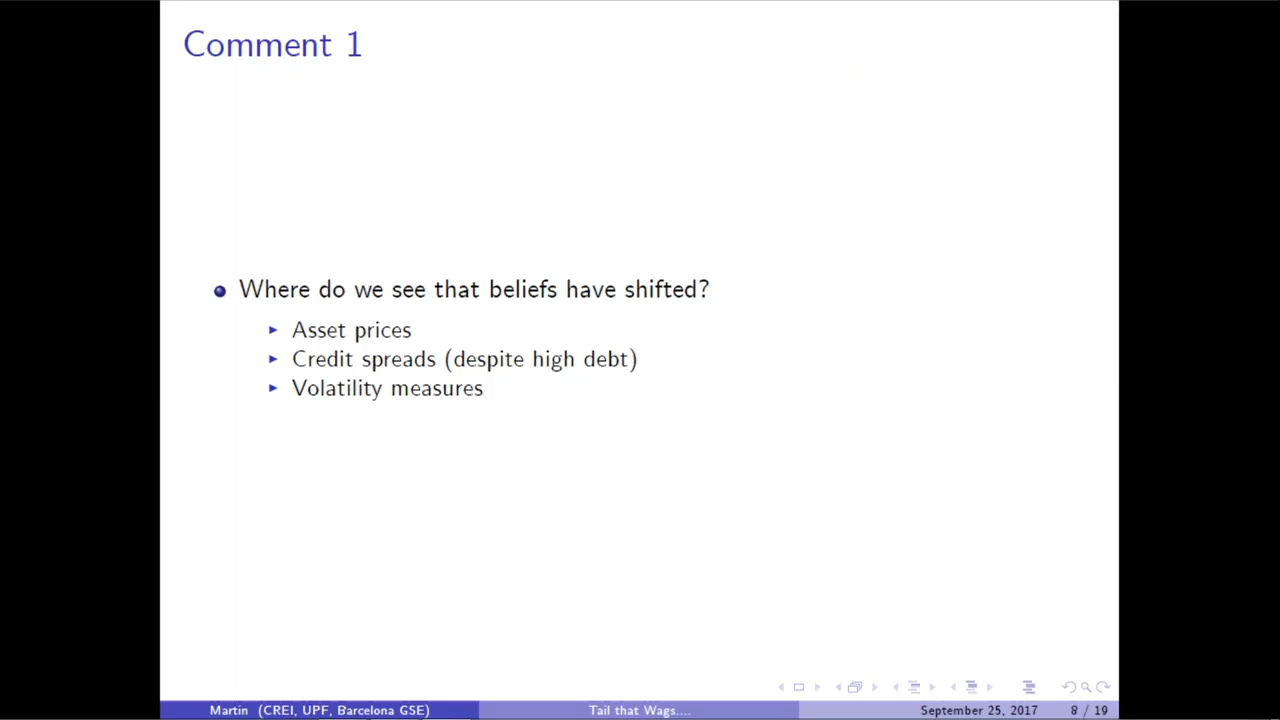 Comment 1
Where do we see that beliefs have shifted?
Asset prices
Credit spreads (despite high debt)
Volatility measures
Martin (CREI, UPF, Barcelona GSE)
Tail that Wags....
September 25, 2017
8 / 19